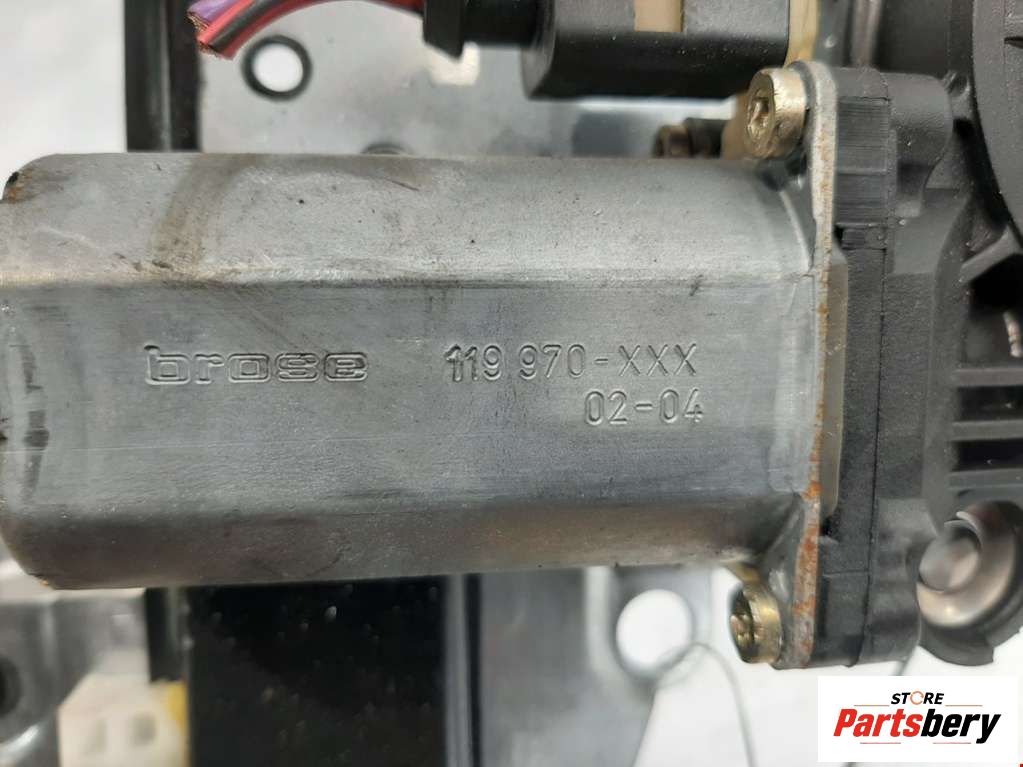 brose 119 970-XXX
02-04
STORE
Partsbery